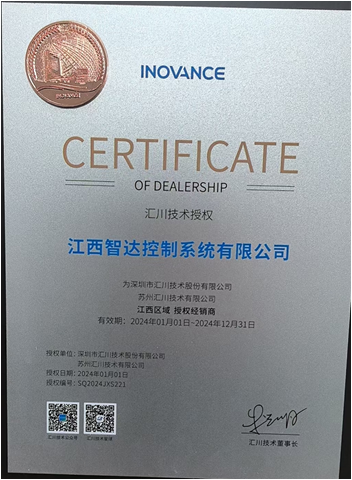 INOVANCE
CERTIFICATE
OF DEALERSHIP
汇川技术授权
江西智达控制系统有限公司
为深圳市汇川技术股份有限公司
苏州汇川技术有限公司
江西区域 授权经销商
有效期：2024年01月01日~2024年12月31日
授权单位：深圳市汇川技术股份有限公司
苏州汇川技术有限公司
授权日期：2024年01月01日
授权编号：SQ2024JXS221
汇川技术董事长